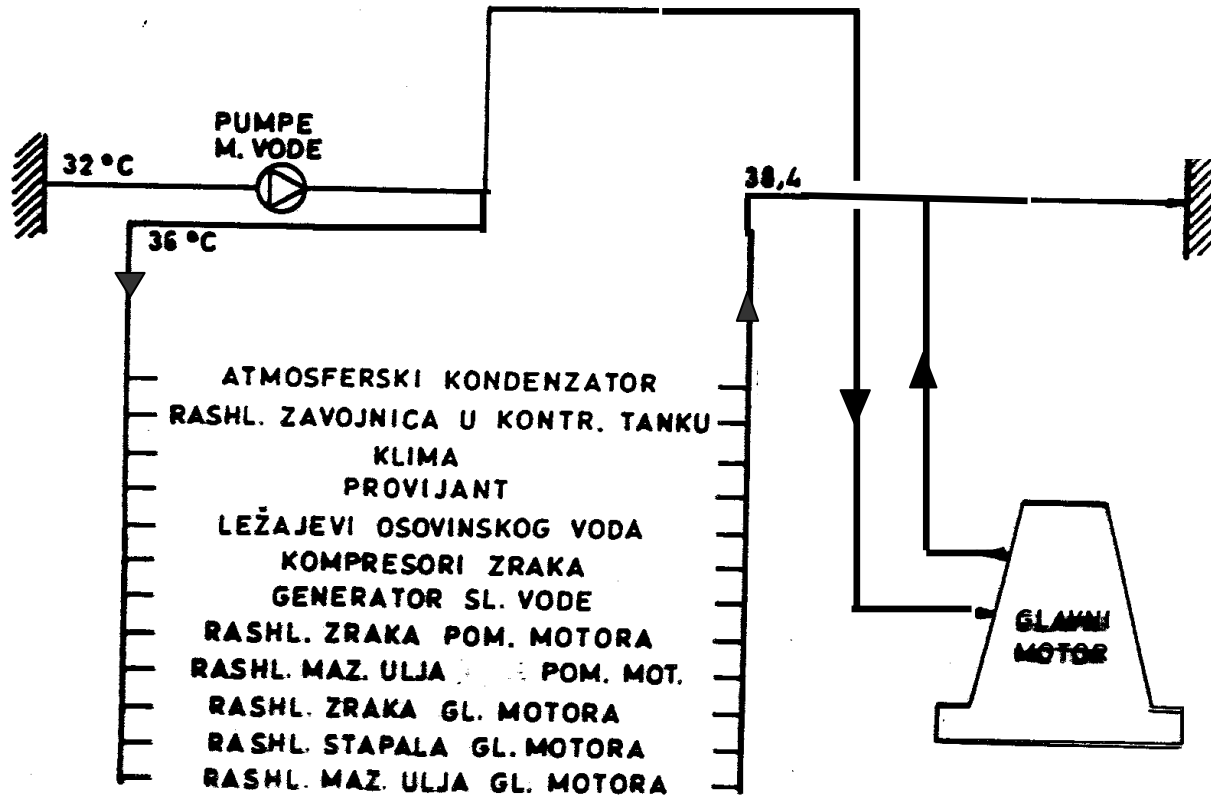 PUMPE
M. VODE
32 °C
38,4
36 °C
ATMOSFERSKI KONDENZATOR
RASHL. ZAVOJNICA U KONTR. TANKU
KLIMA
PROVIJANT
LEŽAJEVI OSOVINSKOG VODA
KOMPRESORI ZRAKA
GENERATOR SL. VODE
RASHL. ZRAKA POM. MOTORA
RASHL. MAZ. ULJA POM. MOT.
RASHL. ZRAKA GL. MOTORA
RASHL. STAPALA GL. MOTORA
RASHL. MAZ. ULJA GL. MOTORA
GLAVNI
MOTOR